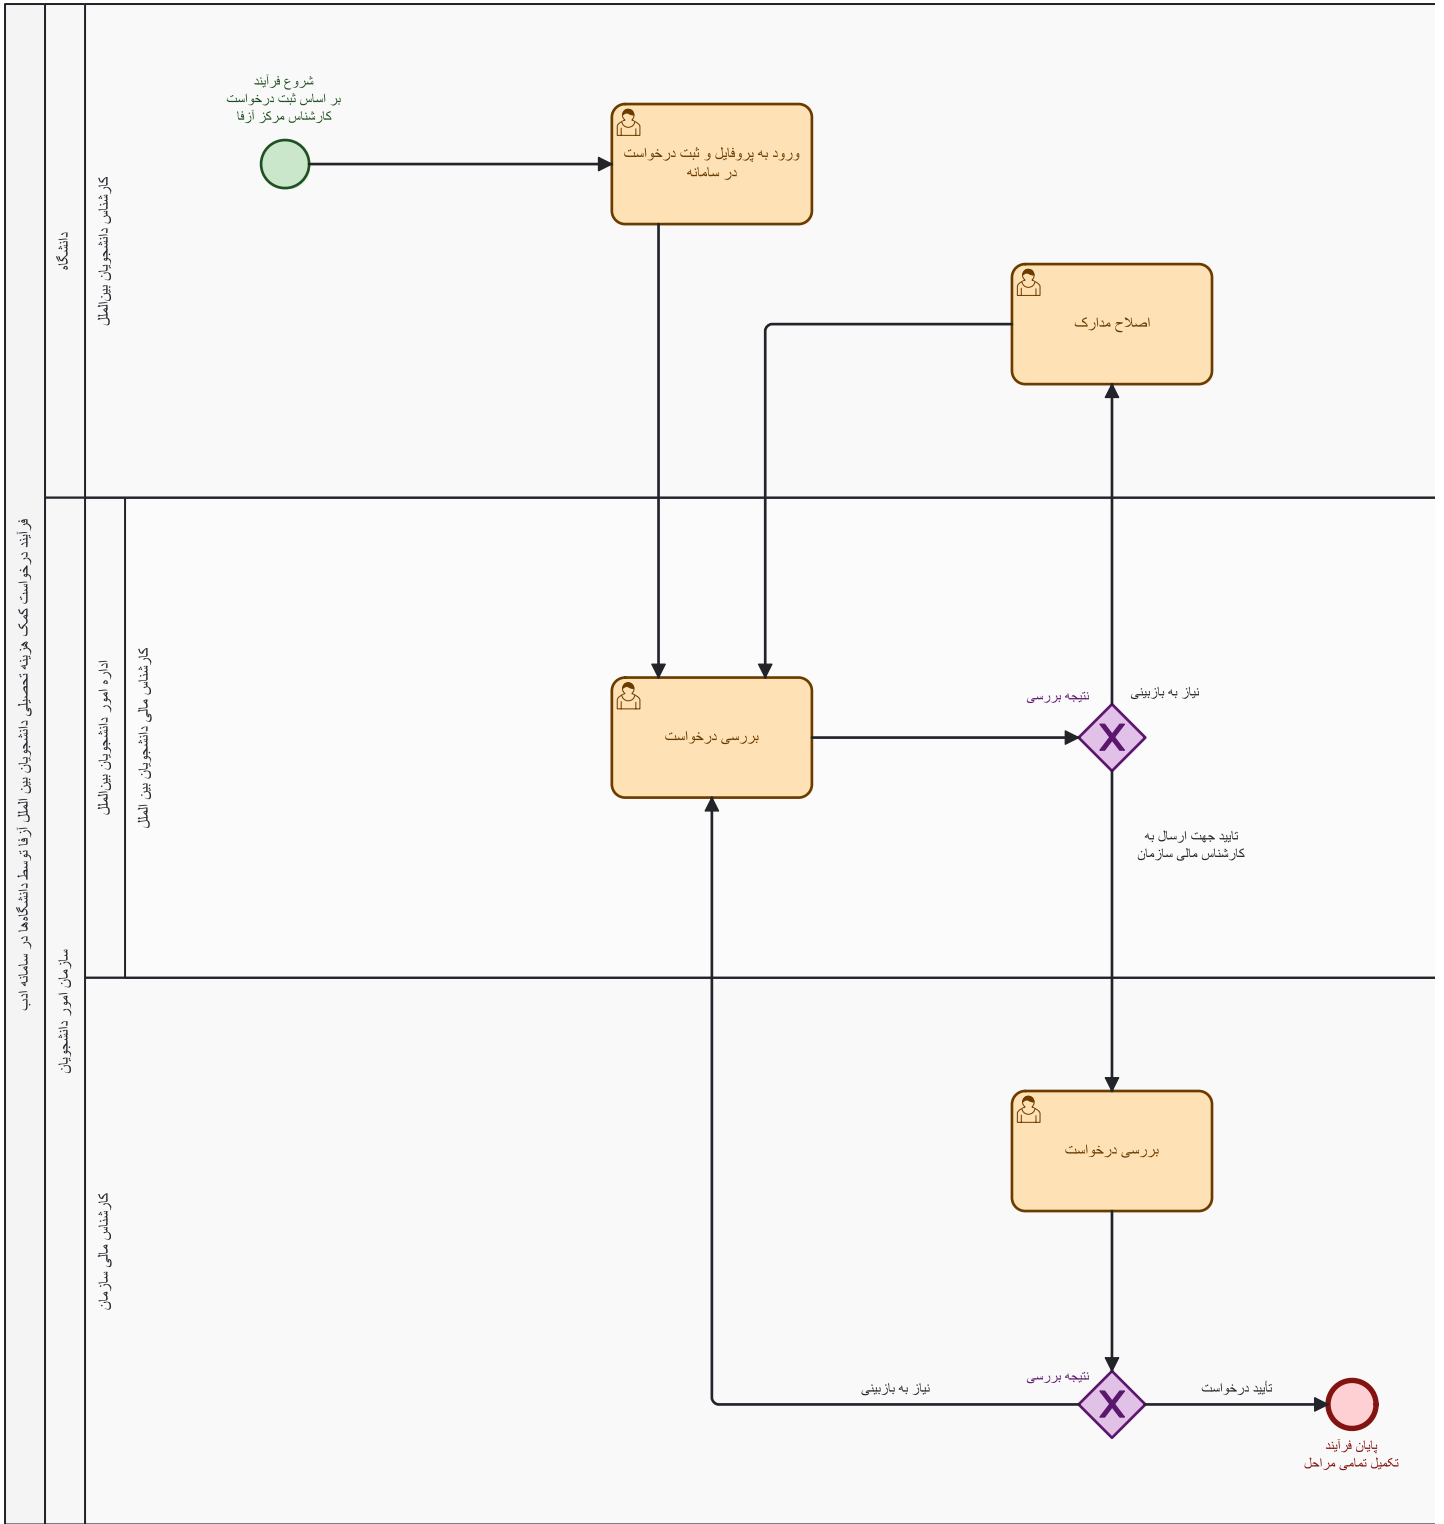 فرآیند درخواست کمک هزینه تحصیلی دانشجویان بین الملل آزفا توسط دانشگاه‌ها در سامانه ادب
دانشگاه
کارشناس دانشجویان بین‌الملل
شروع فرآیند
بر اساس ثبت درخواست
کارشناس مرکز آزفا
ورود به پروفایل و ثبت درخواست
در سامانه
اصلاح مدارک
سازمان امور دانشجویان
اداره امور دانشجویان بین‌الملل
کارشناس مالی دانشجویان بین الملل
بررسی درخواست
نتیجه بررسی
نیاز به بازبینی
تایید جهت ارسال به
کارشناس مالی سازمان
کارشناس مالی سازمان
بررسی درخواست
نتیجه بررسی
نیاز به بازبینی
تأیید درخواست
پایان فرآیند
تکمیل تمامی مراحل